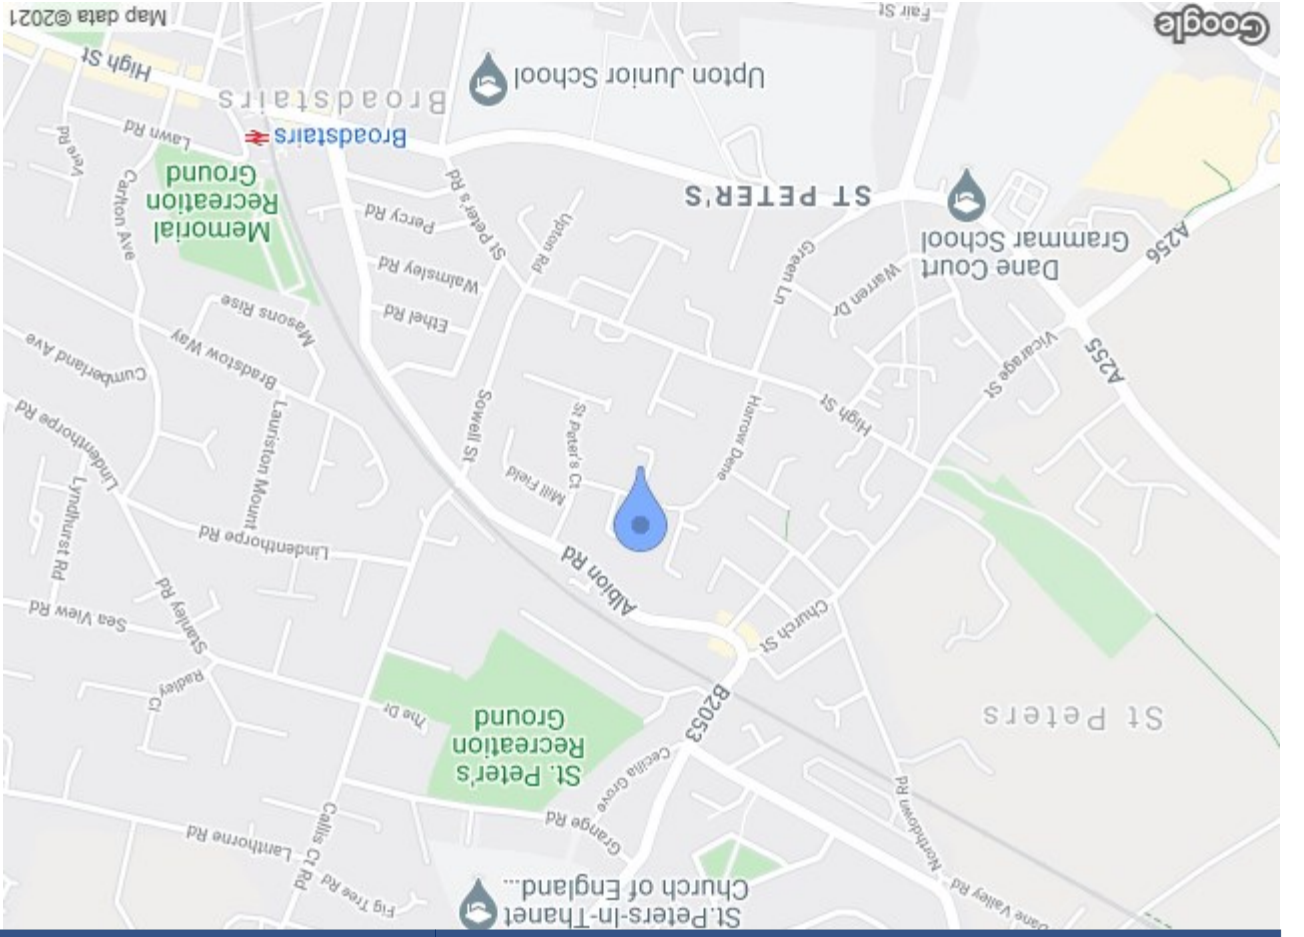 St.Peters-In-Thanet
Church of England...
Fig Tree Rd
Dane Valley Rd
Lanthorne Rd
Callis Ct Rd
Grange Rd
Northdown Rd
Cecilia Grove
St. Peter's
Recreation
Ground
St Peters
B2053
The Dr
Radley Cl
Stanley Rd
Sea View Rd
Church St
Albion Rd
Lyndhurst Rd
Lindenthorpe Rd
Mill Field
St Peter's Ct
Harrow Dene
Lauriston Mount
Lindenthorpe Rd
Sowell St
High St
A255
Vicarage St
Cumberland Ave
Bradstow Way
Masons Rise
Ethel Rd
Walmsley Rd
Warren Dr
Green Ln
Dane Court
Grammar School
A256
Upton Rd
St Peter's Rd
Percy Rd
Memorial
Recreation
Ground
Carlton Ave
ST PETER'S
Vere Rd
Lawn Rd
Broadstairs
Broadstairs
Upton Junior School
High St
Fair St
Google
Map data ©2021